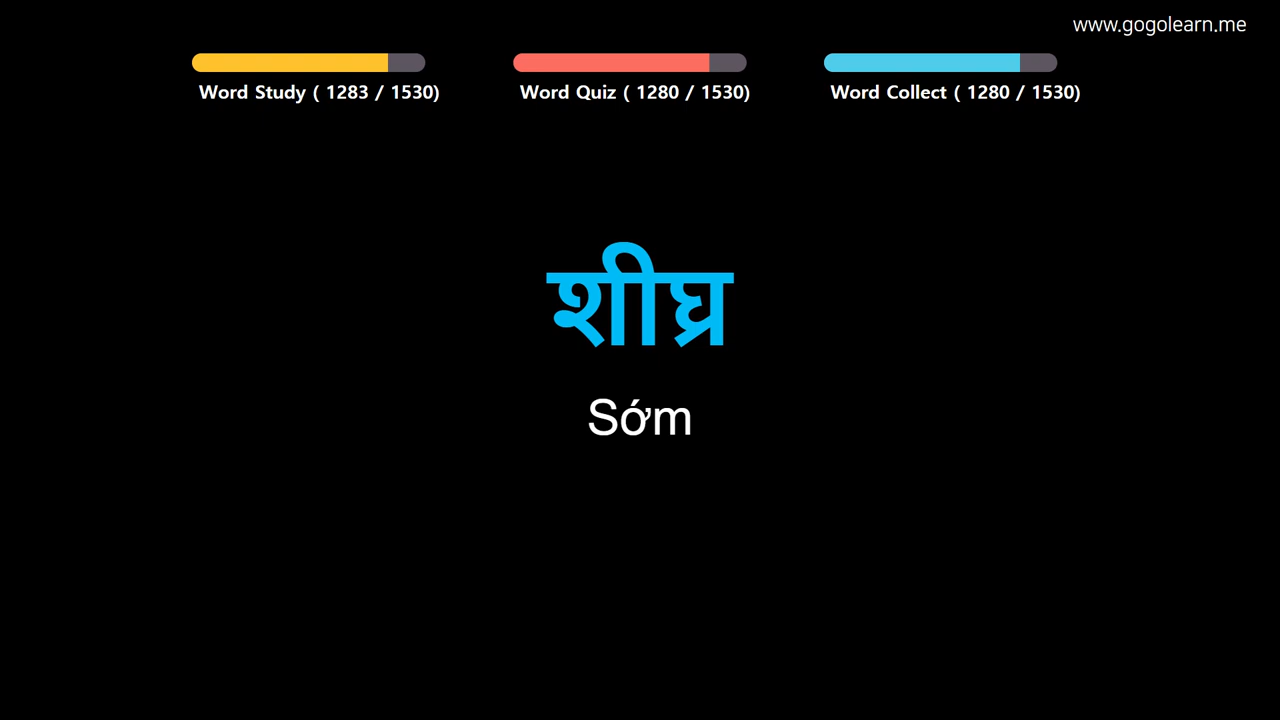 www.gogolearn.me
Word Study ( 1283 / 1530)
Word Quiz ( 1280 / 1530)
Word Collect ( 1280 / 1530)
शीघ्र
Sớm